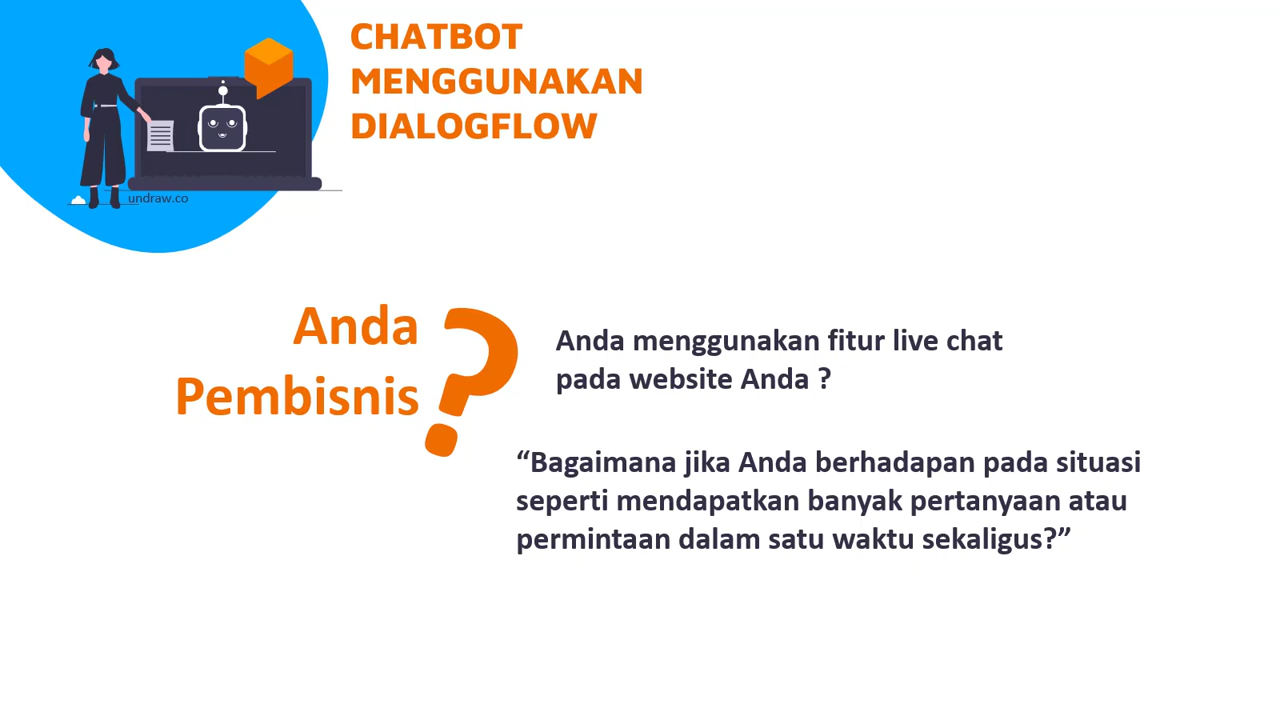 CHATBOT
MENGGUNAKAN
DIALOGFLOW
undraw.co
Anda
Pembisnis
?
Anda menggunakan fitur live chat
pada website Anda ?
“Bagaimana jika Anda berhadapan pada situasi
seperti mendapatkan banyak pertanyaan atau
permintaan dalam satu waktu sekaligus?”